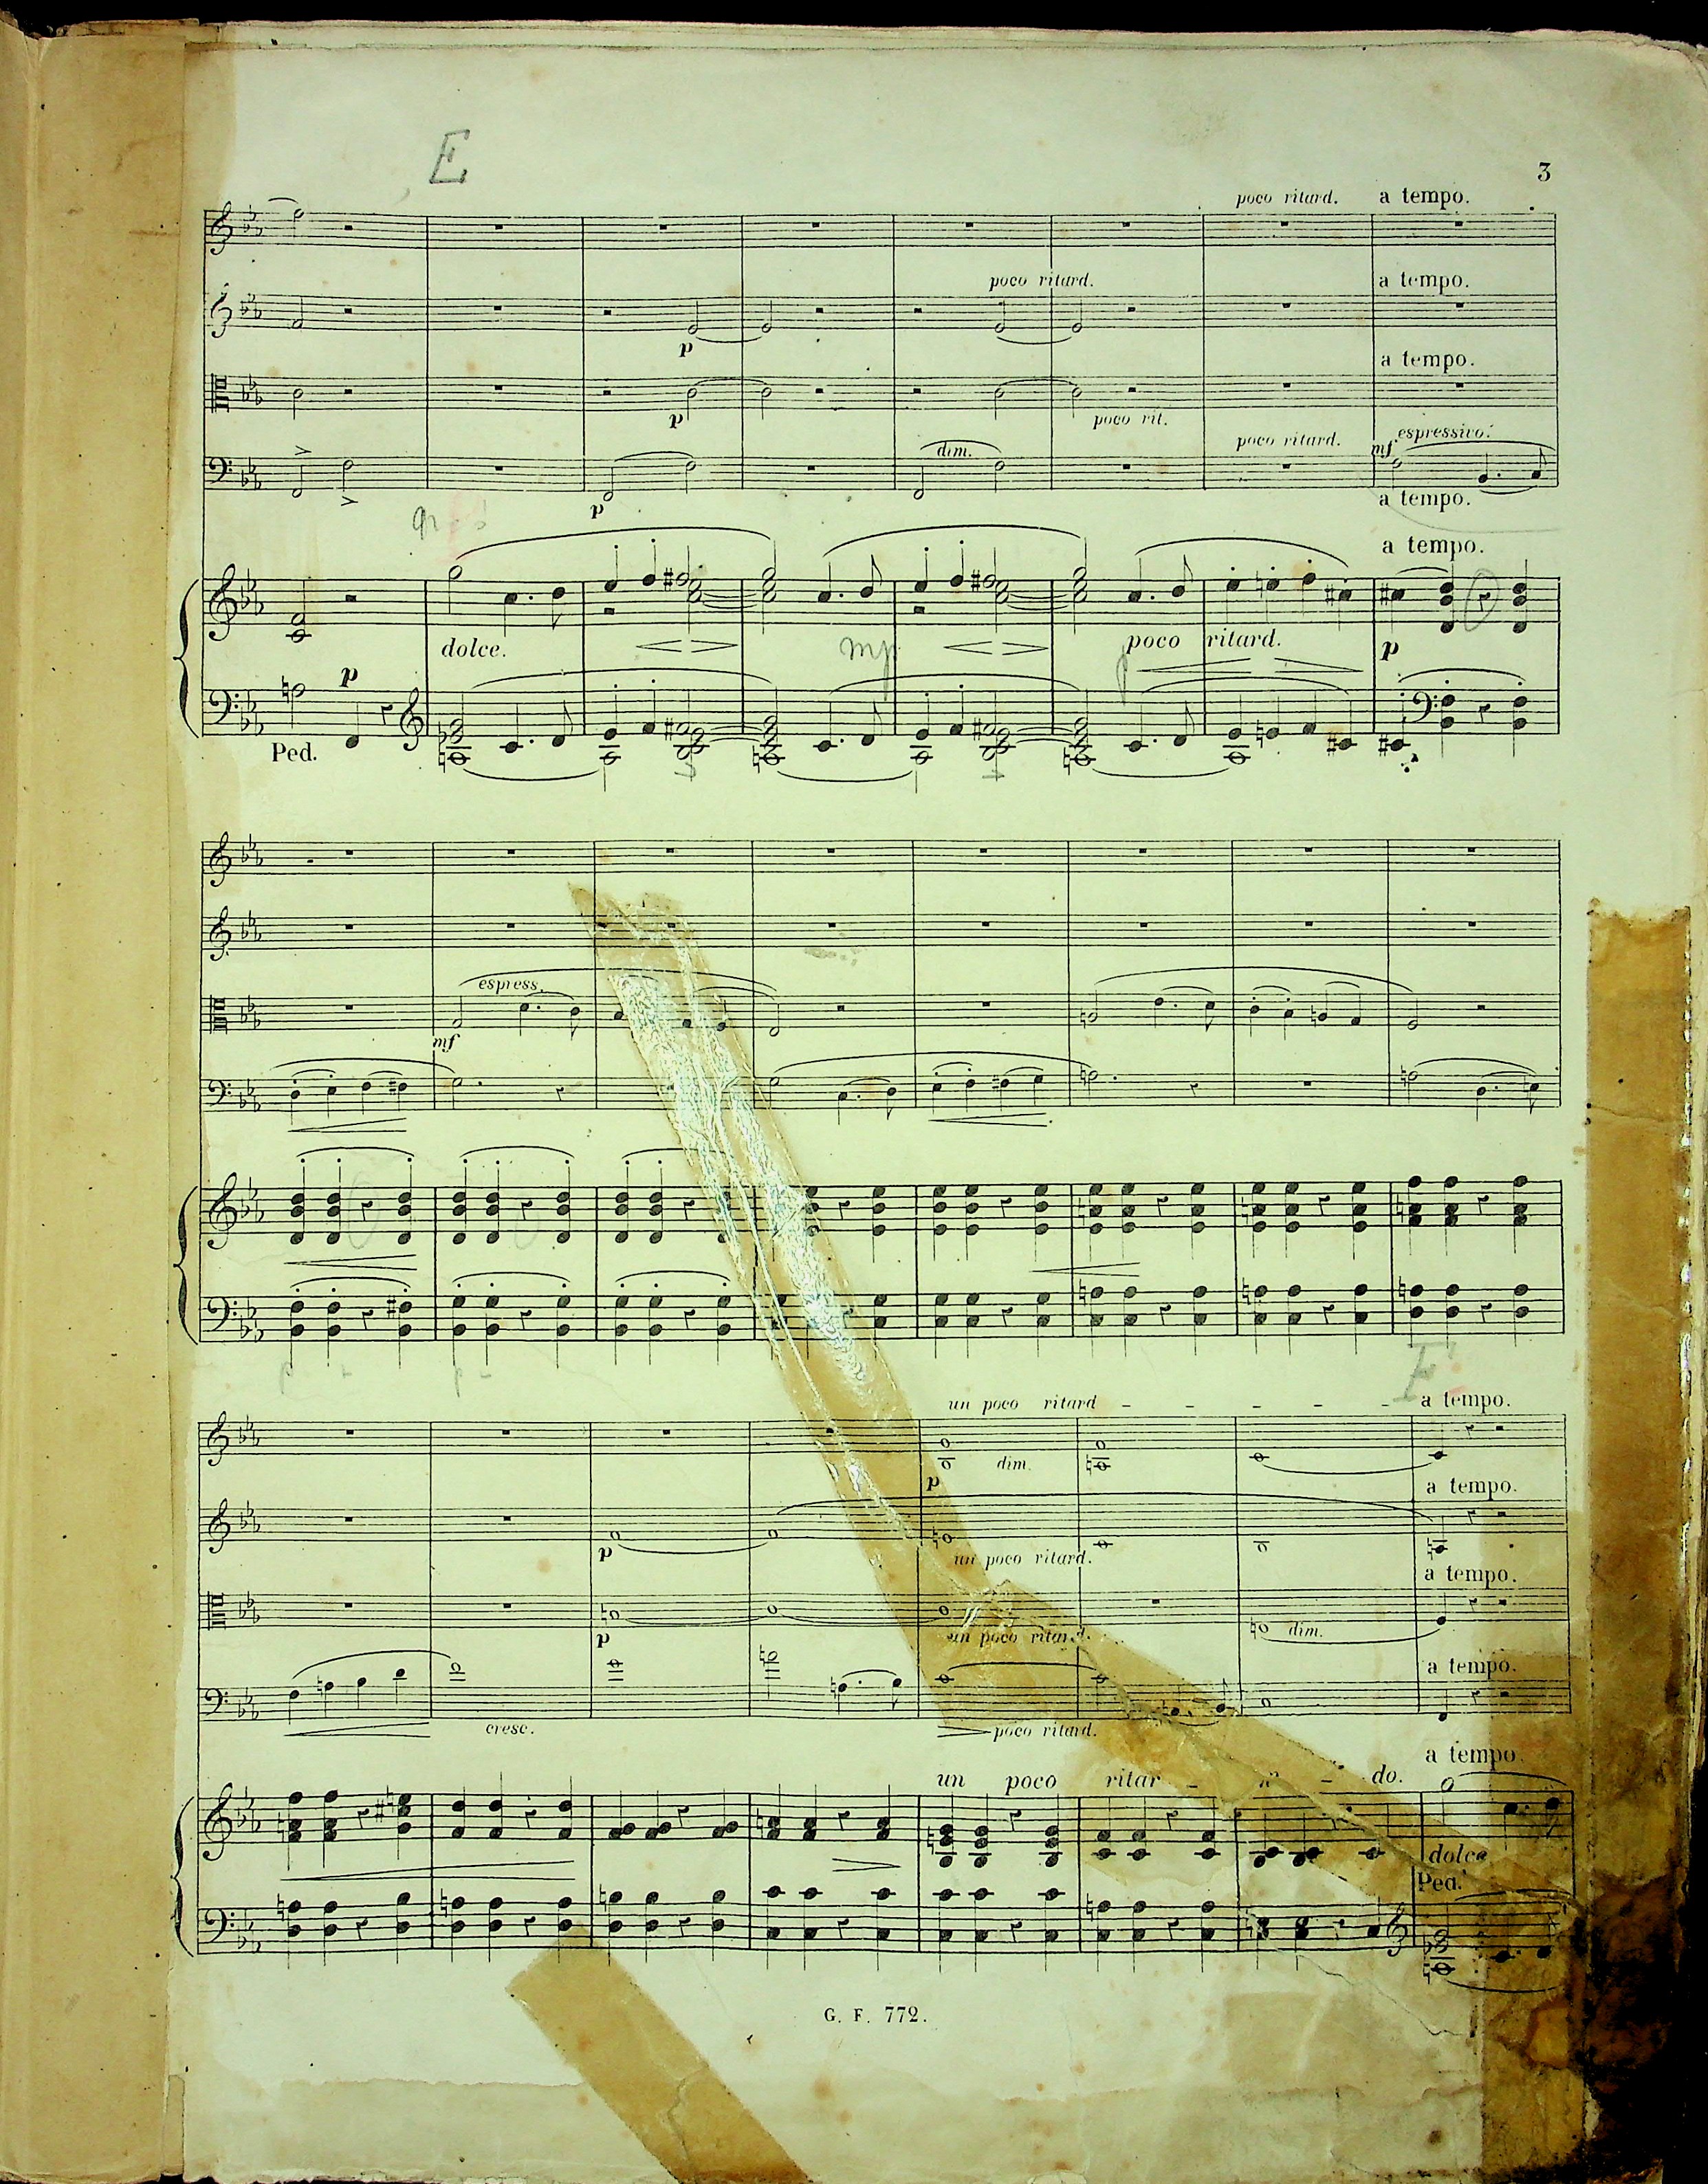 E
3
poco ritard. a tempo.
poco ritard. a tempo.
p
a tempo.
p poco rit.
dim. poco ritard. mf espressivo.
p a tempo.
a tempo.
dolce. mp poco ritard. p
p
Ped.
espress.
mf
F
un poco ritard - - - - - a tempo.
dim.
p
a tempo.
p un poco ritard.
a tempo.
p un poco ritard. dim.
a tempo.
cresc. poco ritard.
a tempo.
un poco ritar - - do.
dolce
Ped.
G. F. 772.